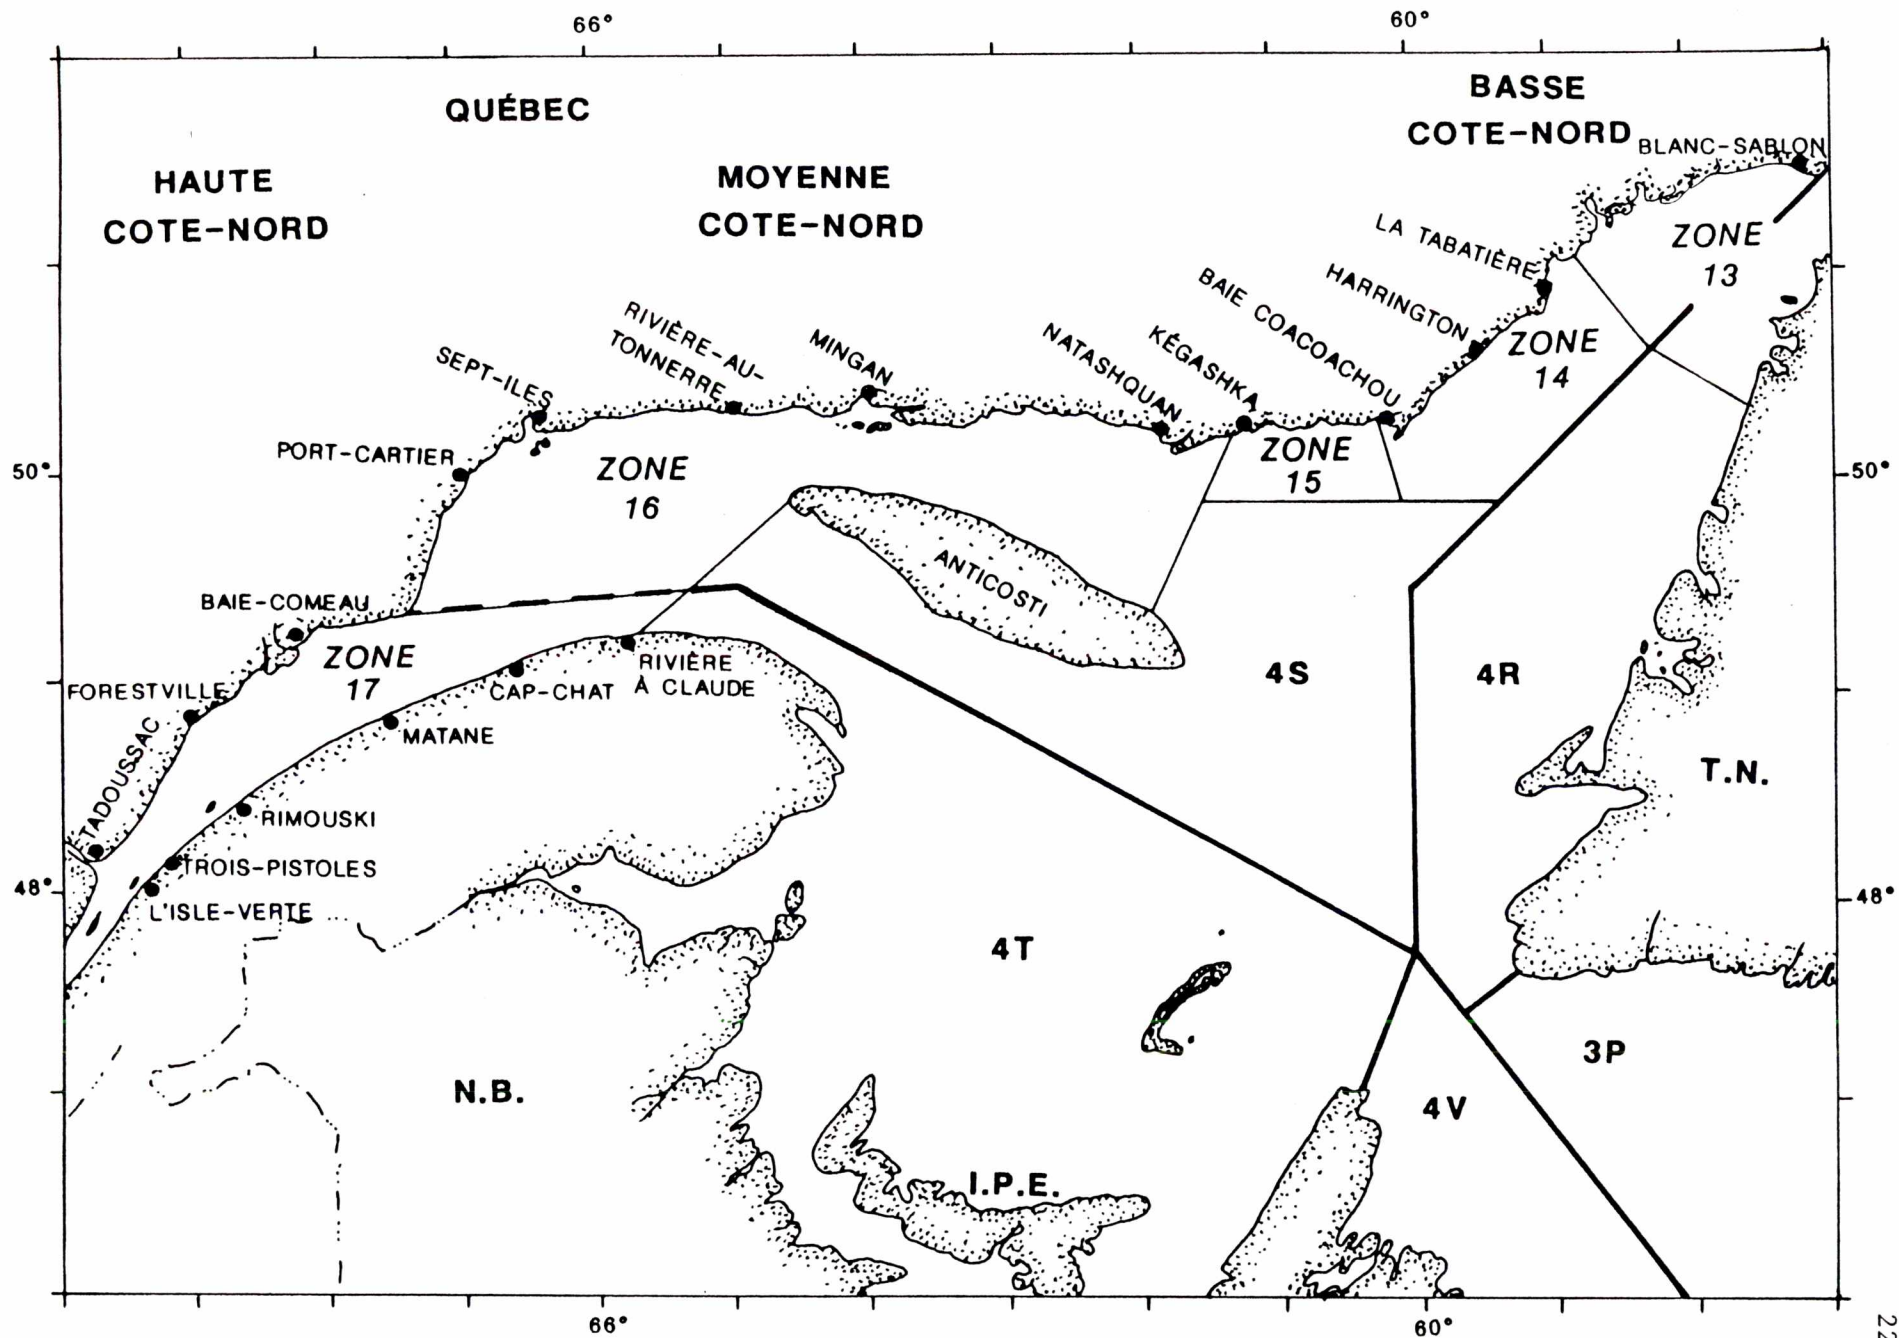 66°
60°
QUÉBEC
BASSE
COTE-NORD
BLANC-SABLON
HAUTE
COTE-NORD
MOYENNE
COTE-NORD
LA TABATIÈRE
ZONE
13
HARRINGTON
BAIE COACOACHOU
ZONE
14
RIVIÈRE-AU-
TONNERRE
MINGAN
SEPT-ILES
NATASHQUAN
KÉGASHKA
PORT-CARTIER
ZONE
15
50°
50°
ZONE
16
ANTICOSTI
BAIE-COMEAU
ZONE
17
RIVIÈRE
À CLAUDE
CAP-CHAT
4S
4R
FORESTVILLE
MATANE
TADOUSSAC
T.N.
RIMOUSKI
TROIS-PISTOLES
48°
48°
L'ISLE-VERTE
4T
3P
N.B.
4V
I.P.E.
66°
60°
22